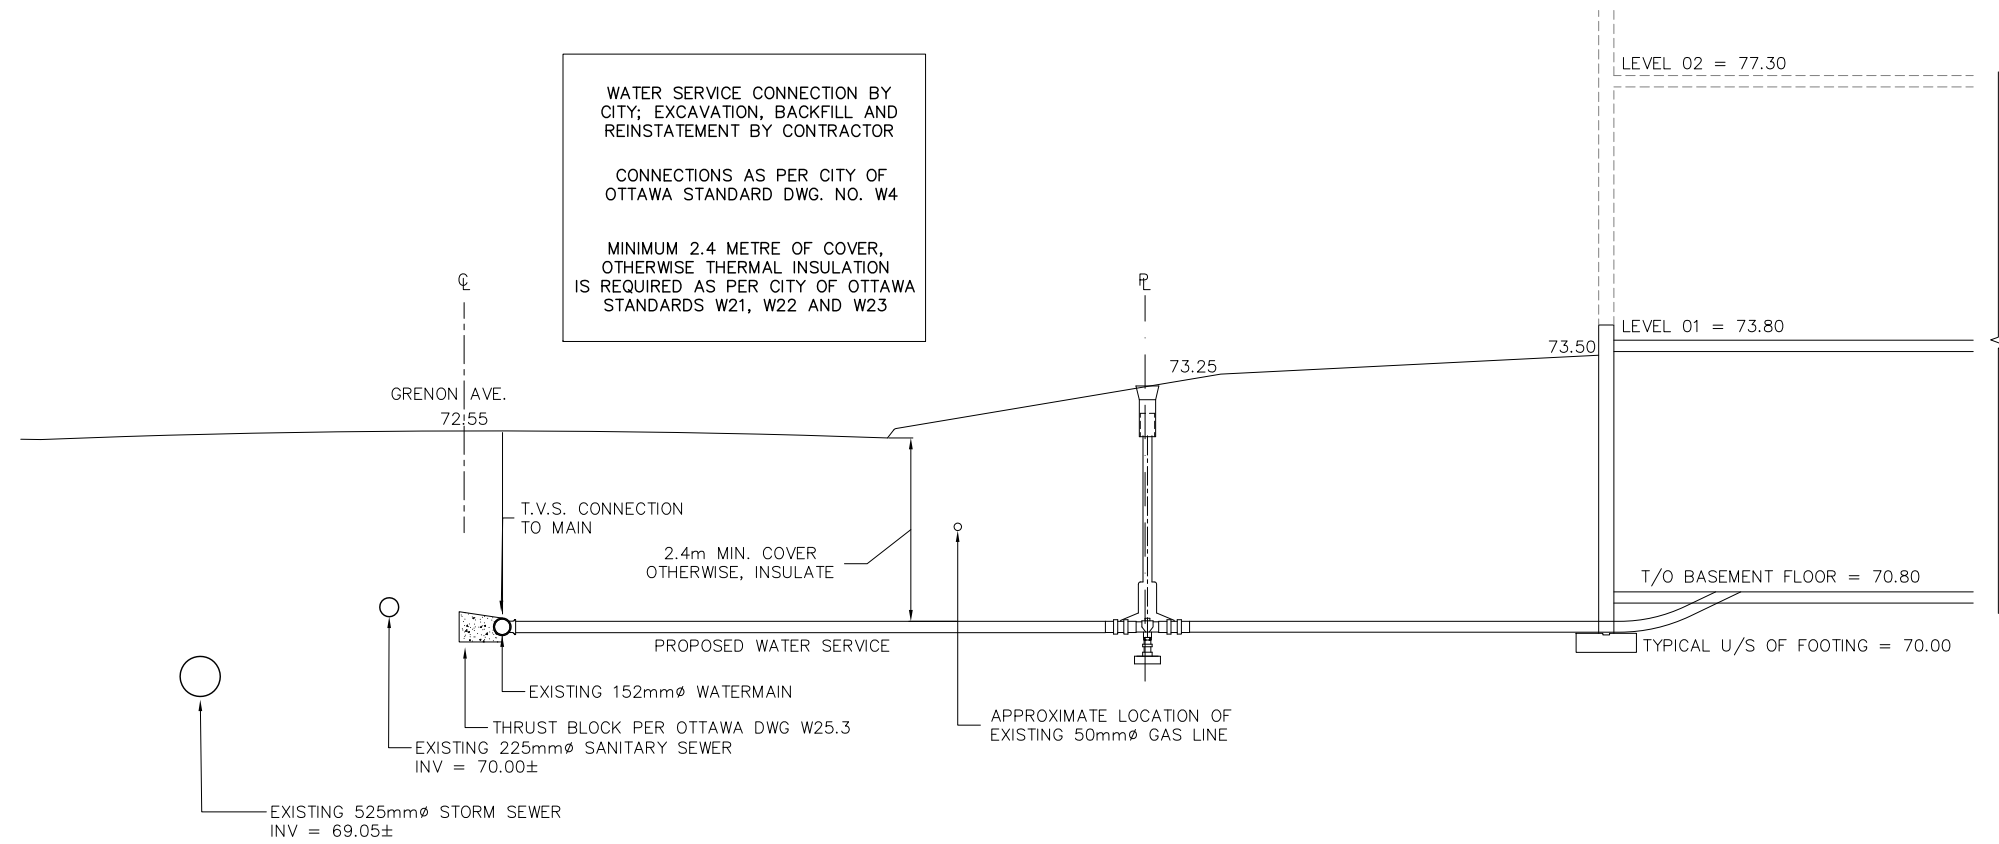 LEVEL 02 = 77.30
WATER SERVICE CONNECTION BY
CITY; EXCAVATION, BACKFILL AND
REINSTATEMENT BY CONTRACTOR
CONNECTIONS AS PER CITY OF
OTTAWA STANDARD DWG. NO. W4
MINIMUM 2.4 METRE OF COVER,
OTHERWISE THERMAL INSULATION
IS REQUIRED AS PER CITY OF OTTAWA
STANDARDS W21, W22 AND W23
℄
PL
LEVEL 01 = 73.80
73.50
73.25
GRENON AVE.
72.55
T.V.S. CONNECTION
TO MAIN
2.4m MIN. COVER
OTHERWISE, INSULATE
T/O BASEMENT FLOOR = 70.80
PROPOSED WATER SERVICE
TYPICAL U/S OF FOOTING = 70.00
EXISTING 152mmø WATERMAIN
THRUST BLOCK PER OTTAWA DWG W25.3
APPROXIMATE LOCATION OF
EXISTING 50mmø GAS LINE
EXISTING 225mmø SANITARY SEWER
INV = 70.00±
EXISTING 525mmø STORM SEWER
INV = 69.05±